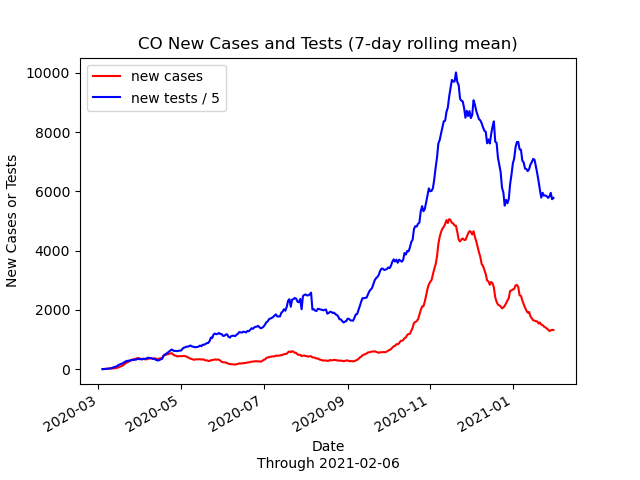 CO New Cases and Tests (7-day rolling mean)
new cases
new tests / 5
New Cases or Tests
10000
8000
6000
4000
2000
0
2020-03
2020-05
2020-07
2020-09
2020-11
2021-01
Date
Through 2021-02-06